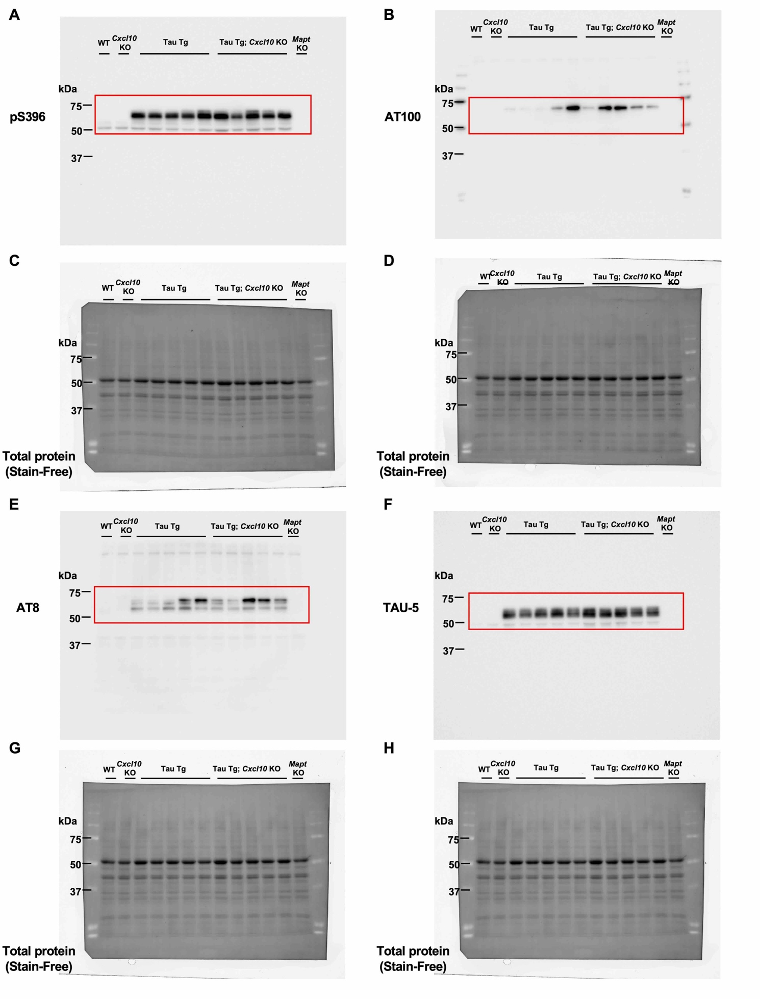 A
WT
Cxcl10
KO
Tau Tg
Tau Tg; Cxcl10 KO
Mapt
KO
kDa
75
50
37
pS396
B
WT
Cxcl10
KO
Tau Tg
Tau Tg; Cxcl10 KO
Mapt
KO
kDa
75
50
37
AT100
C
WT
Cxcl10
KO
Tau Tg
Tau Tg; Cxcl10 KO
Mapt
KO
kDa
75
50
37
Total protein
(Stain-Free)
D
WT
Cxcl10
KO
Tau Tg
Tau Tg; Cxcl10 KO
Mapt
KO
kDa
75
50
37
Total protein
(Stain-Free)
E
WT
Cxcl10
KO
Tau Tg
Tau Tg; Cxcl10 KO
Mapt
KO
kDa
75
50
37
AT8
F
WT
Cxcl10
KO
Tau Tg
Tau Tg; Cxcl10 KO
Mapt
KO
kDa
75
50
37
TAU-5
G
WT
Cxcl10
KO
Tau Tg
Tau Tg; Cxcl10 KO
Mapt
KO
kDa
75
50
37
Total protein
(Stain-Free)
H
WT
Cxcl10
KO
Tau Tg
Tau Tg; Cxcl10 KO
Mapt
KO
kDa
75
50
37
Total protein
(Stain-Free)